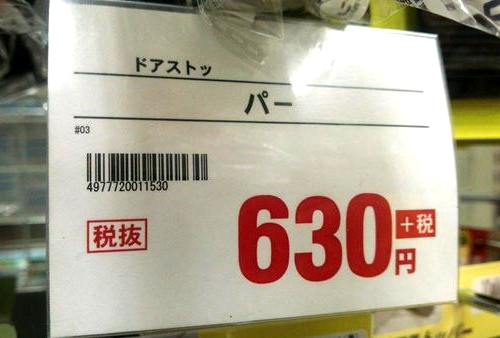 ドアストッ
パー
#03
4977720011530
税抜
630
+税
円